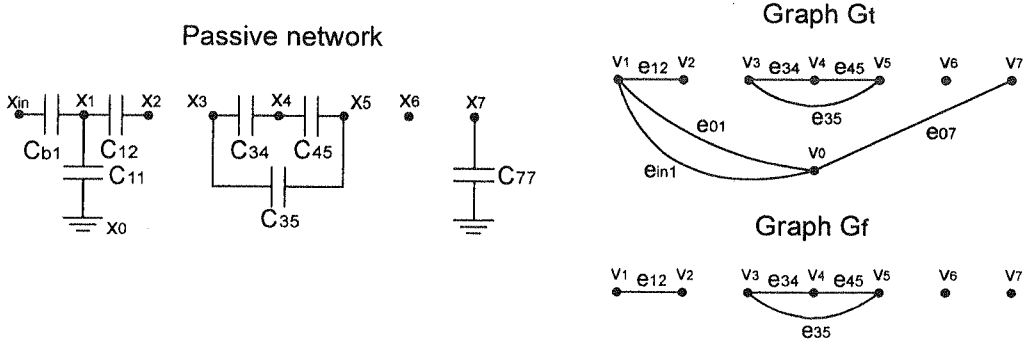 Passive network
Xin X1 X2 X3 X4 X5 X6 X7
Cb1 C12 C34 C45
C11 C77
C35
X0
Graph Gt
V1 e12 V2 V3 e34 V4 e45 V5 V6 V7
e35
e01 e07
V0
ein1
Graph Gf
V1 e12 V2 V3 e34 V4 e45 V5 V6 V7
e35